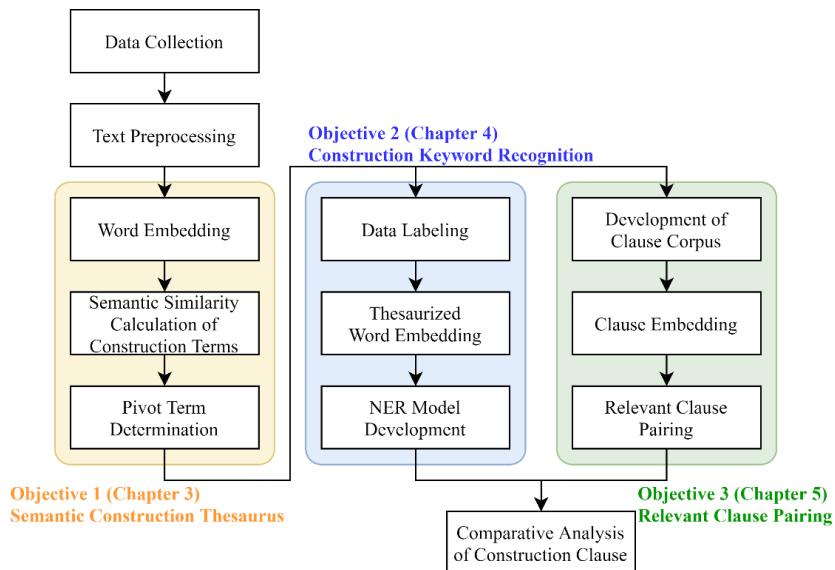 Data Collection
Text Preprocessing
Objective 2 (Chapter 4)
Construction Keyword Recognition
Word Embedding
Semantic Similarity
Calculation of
Construction Terms
Pivot Term
Determination
Data Labeling
Thesaurized
Word Embedding
NER Model
Development
Development of
Clause Corpus
Clause Embedding
Relevant Clause
Pairing
Objective 1 (Chapter 3)
Semantic Construction Thesaurus
Objective 3 (Chapter 5)
Relevant Clause Pairing
Comparative Analysis
of Construction Clause